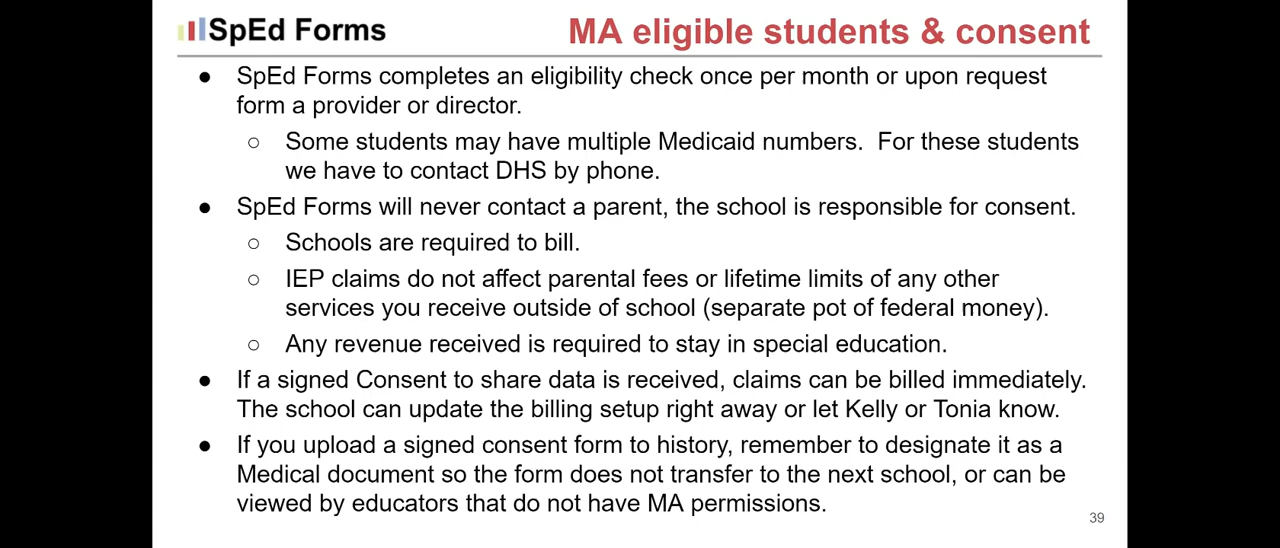 SpEd Forms
MA eligible students & consent
● SpEd Forms completes an eligibility check once per month or upon request
form a provider or director.
○ Some students may have multiple Medicaid numbers.  For these students
we have to contact DHS by phone.
● SpEd Forms will never contact a parent, the school is responsible for consent.
○ Schools are required to bill.
○ IEP claims do not affect parental fees or lifetime limits of any other
services you receive outside of school (separate pot of federal money).
○ Any revenue received is required to stay in special education.
● If a signed Consent to share data is received, claims can be billed immediately.
The school can update the billing setup right away or let Kelly or Tonia know.
● If you upload a signed consent form to history, remember to designate it as a
Medical document so the form does not transfer to the next school, or can be
viewed by educators that do not have MA permissions.
39